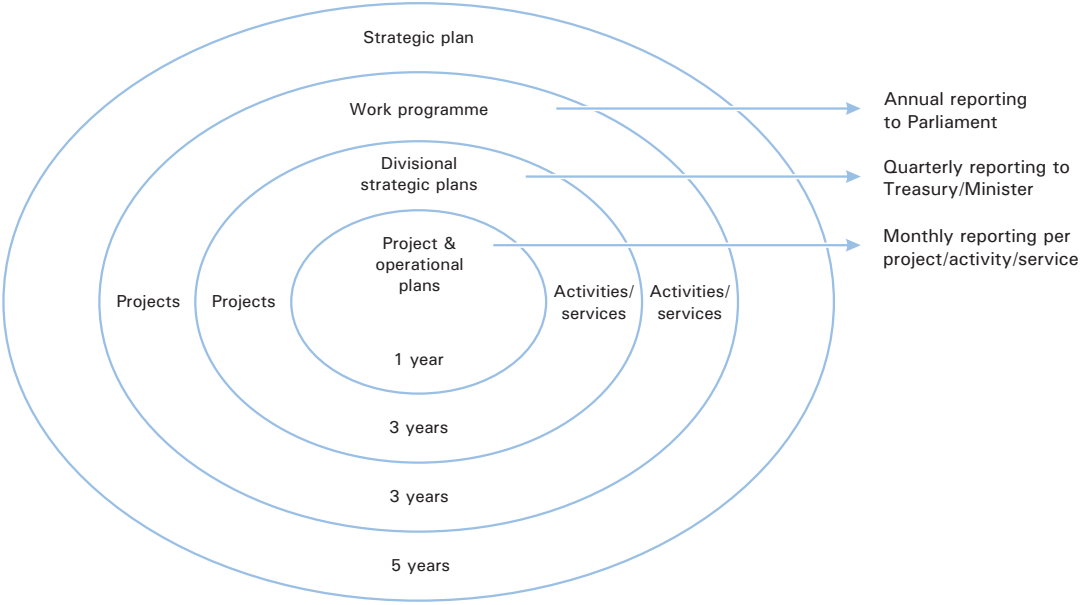 Strategic plan
Work programme
Annual reporting
to Parliament
Divisional
strategic plans
Quarterly reporting to
Treasury/Minister
Project &
operational
plans
Monthly reporting per
project/activity/service
Projects
Projects
Activities/
services
Activities/
services
1 year
3 years
3 years
5 years